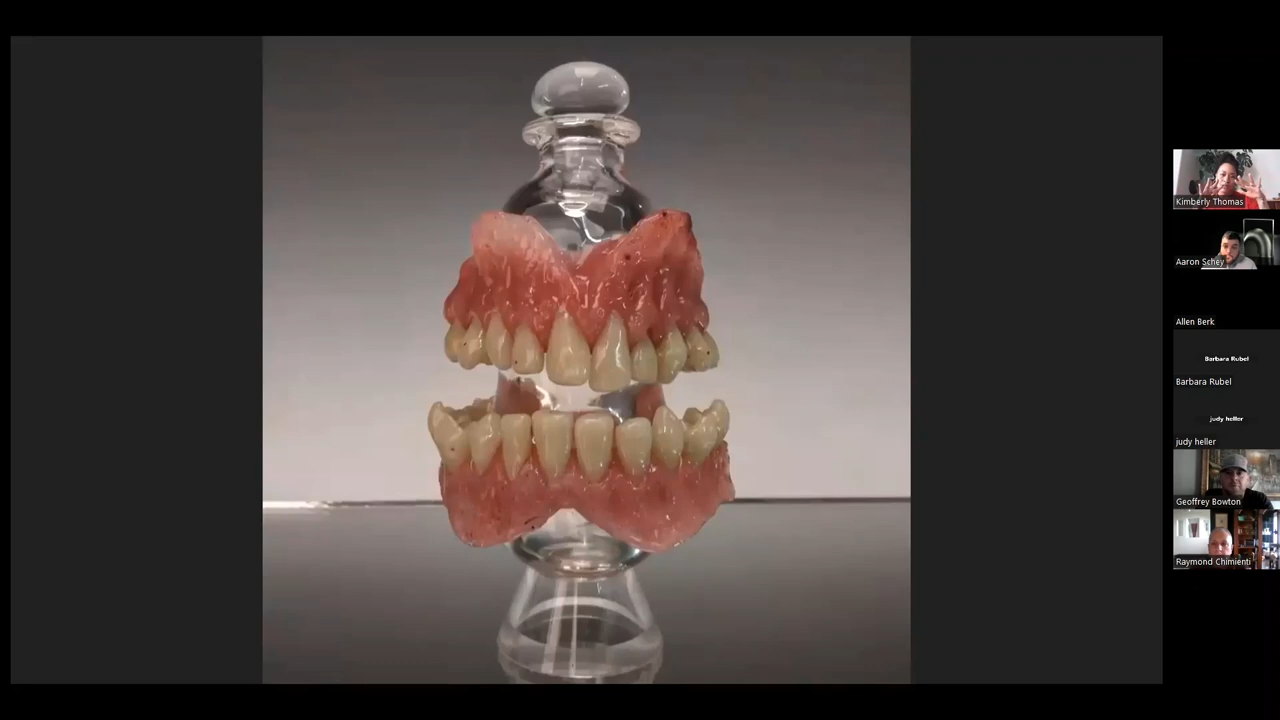 Kimberly Thomas
Aaron Schey
Allen Berk
Barbara Rubel
Barbara Rubel
judy heller
judy heller
Geoffrey Bowton
Raymond Chimienti